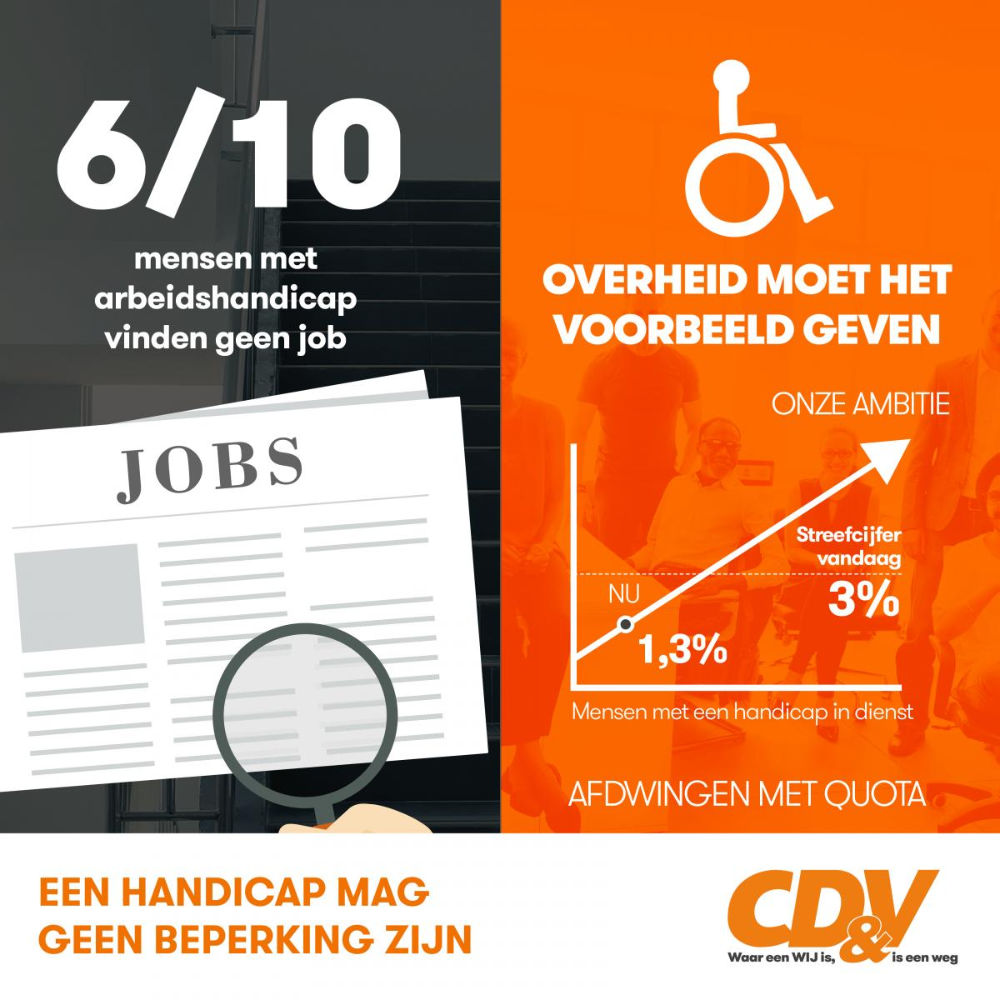 6/10
mensen met
arbeidshandicap
vinden geen job
JOBS
OVERHEID MOET HET
VOORBEELD GEVEN
ONZE AMBITIE
Streefcijfer
vandaag
3%
NU
1,3%
Mensen met een handicap in dienst
AFDWINGEN MET QUOTA
EEN HANDICAP MAG
GEEN BEPERKING ZIJN
CD&V
Waar een WIJ is, is een weg